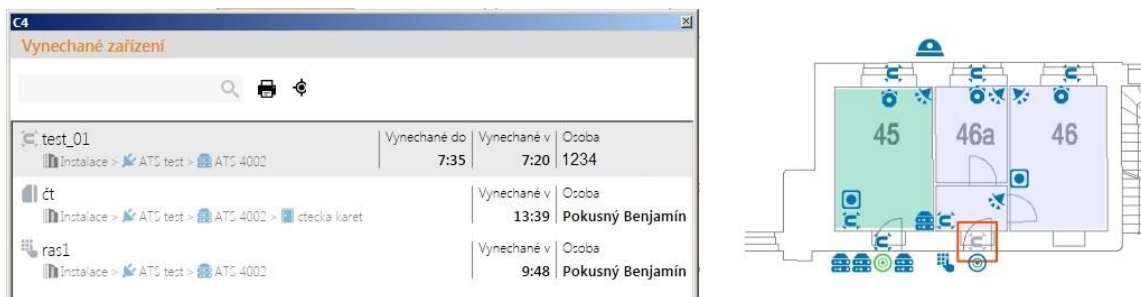 C4
Vynechané zařízení
test_01
Vynechané do
Vynechané v
Osoba
Instalace > ATS test > ATS 4002
7:35
7:20
1234
čt
Vynechané v
Osoba
Instalace > ATS test > ATS 4002 > ctecka karet
13:39
Pokusný Benjamín
ras1
Vynechané v
Osoba
Instalace > ATS test > ATS 4002
9:48
Pokusný Benjamín
45
46a
46